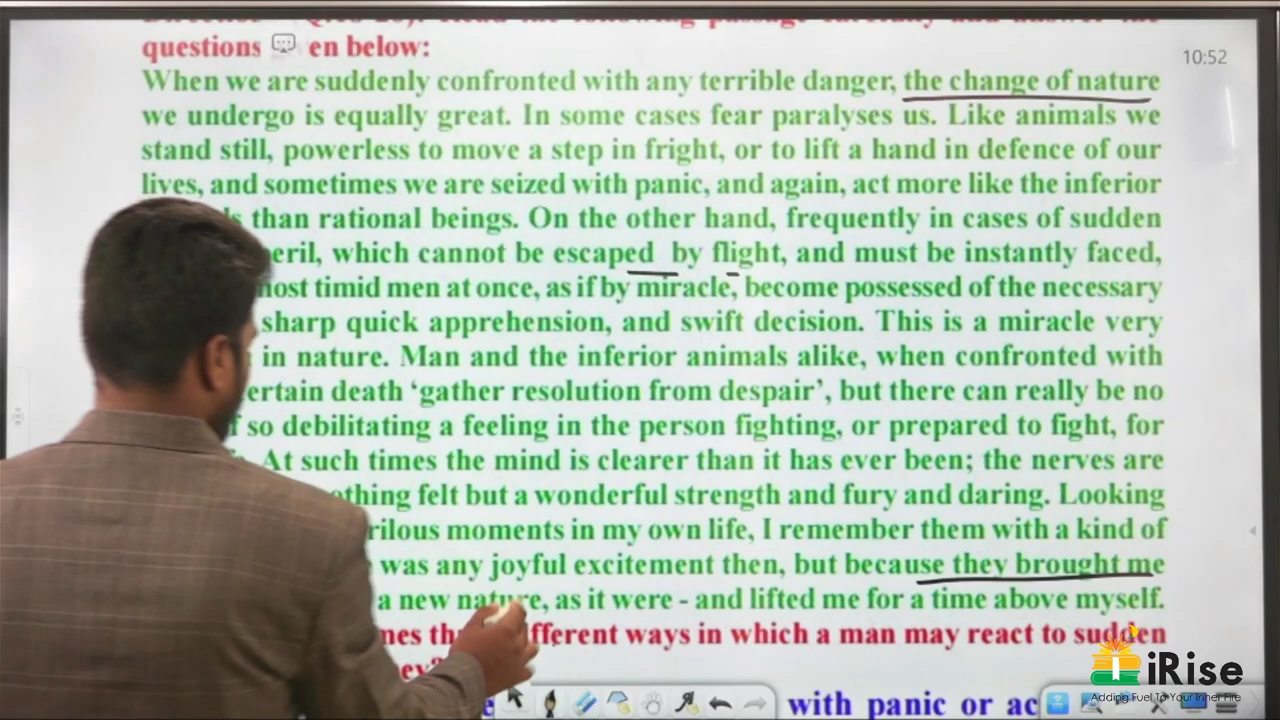 questions en below:
10:52
When we are suddenly confronted with any terrible danger, the change of nature
we undergo is equally great. In some cases fear paralyses us. Like animals we
stand still, powerless to move a step in fright, or to lift a hand in defence of our
lives, and sometimes we are seized with panic, and again, act more like the inferior
than rational beings. On the other hand, frequently in cases of sudden
eril, which cannot be escaped by flight, and must be instantly faced,
most timid men at once, as if by miracle, become possessed of the necessary
sharp quick apprehension, and swift decision. This is a miracle very
in nature. Man and the inferior animals alike, when confronted with
ertain death ‘gather resolution from despair’, but there can really be no
so debilitating a feeling in the person fighting, or prepared to fight, for
At such times the mind is clearer than it has ever been; the nerves are
othing felt but a wonderful strength and fury and daring. Looking
rilous moments in my own life, I remember them with a kind of
was any joyful excitement then, but because they brought me
a new nature, as it were - and lifted me for a time above myself.
fferent ways in which a man may react to sudden
with panic or ac
iRise
Adding Fuel To Your Inner Fire